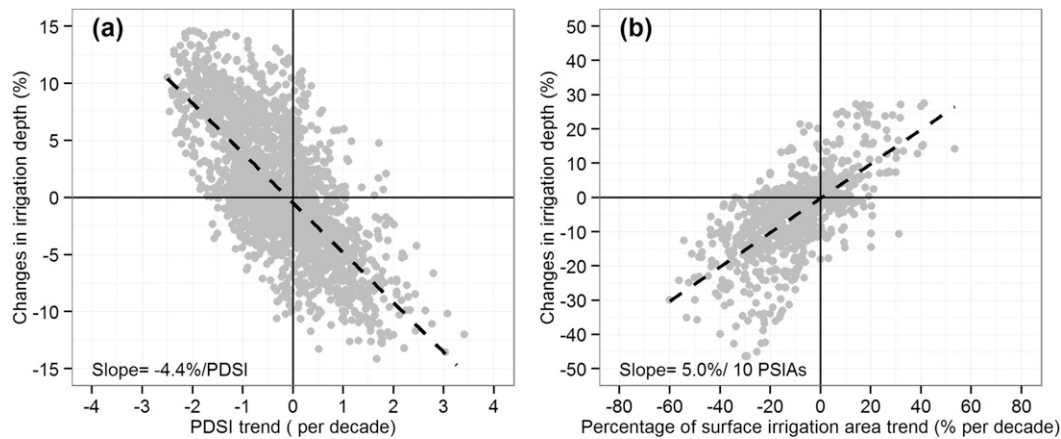 (a)
Changes in irrigation depth (%)
15
10
5
0
-5
-10
-15
Slope= -4.4%/PDSI
-4 -3 -2 -1 0 1 2 3 4
PDSI trend ( per decade)
(b)
Changes in irrigation depth (%)
50
40
30
20
10
0
-10
-20
-30
-40
-50
Slope= 5.0%/ 10 PSIAs
-80 -60 -40 -20 0 20 40 60 80
Percentage of surface irrigation area trend (% per decade)